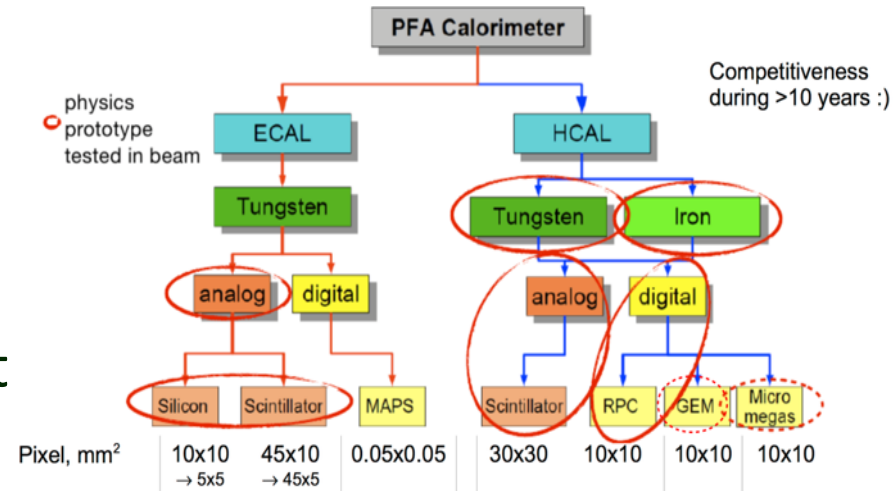 PFA Calorimeter
Competitiveness
during >10 years :)
physics
prototype
tested in beam
ECAL
HCAL
Tungsten
Tungsten
Iron
analog
digital
analog
digital
t
Silicon
Scintillator
MAPS
Scintillator
RPC
GEM
Micro
megas
Pixel, mm²
10x10
45x10
0.05x0.05
30x30
10x10
10x10
10x10
→ 5x5
→ 45x5